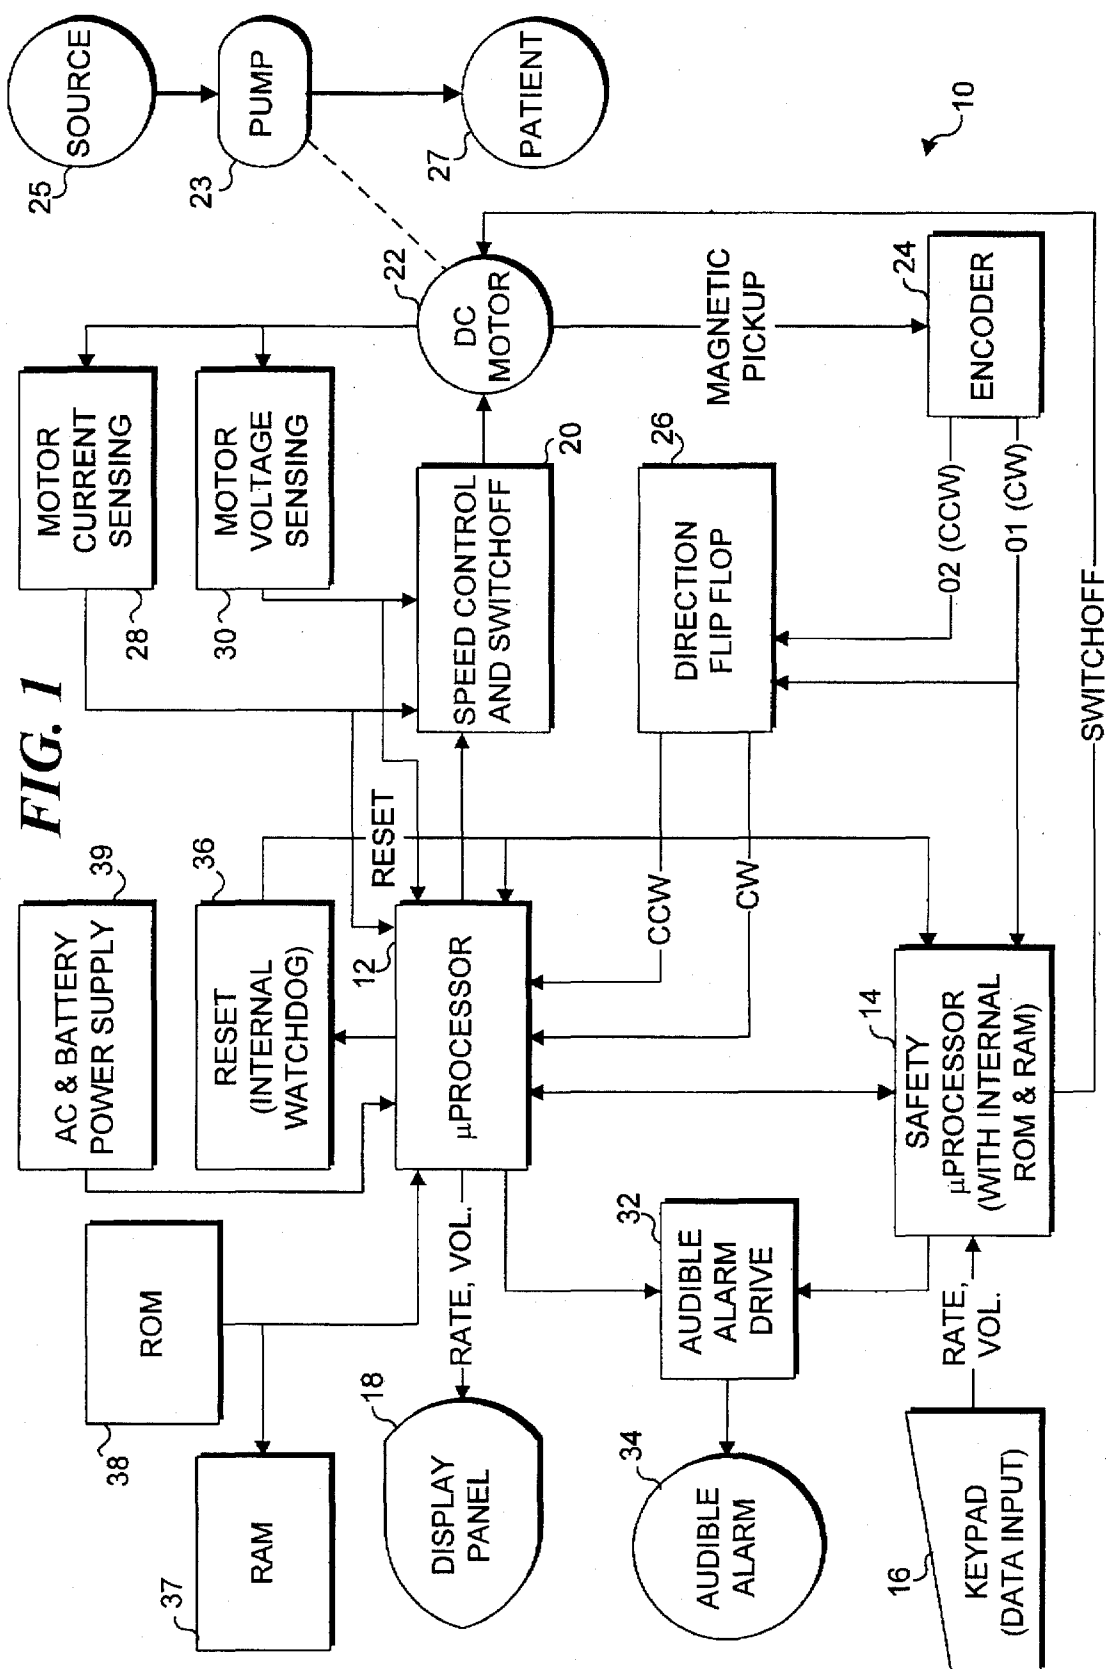 FIG. 1
37
RAM
38
ROM
39
AC & BATTERY
POWER SUPPLY
36
RESET
(INTERNAL
WATCHDOG)
28
MOTOR
CURRENT
SENSING
30
MOTOR
VOLTAGE
SENSING
25
SOURCE
23
PUMP
27
PATIENT
18
DISPLAY
PANEL
RATE, VOL.
12
µPROCESSOR
RESET
20
SPEED CONTROL
AND SWITCHOFF
22
DC
MOTOR
34
AUDIBLE
ALARM
32
AUDIBLE
ALARM
DRIVE
CCW
CW
26
DIRECTION
FLIP FLOP
MAGNETIC
PICKUP
10
16
KEYPAD
(DATA INPUT)
RATE,
VOL.
14
SAFETY
µPROCESSOR
(WITH INTERNAL
ROM & RAM)
02 (CCW)
01 (CW)
24
ENCODER
SWITCHOFF